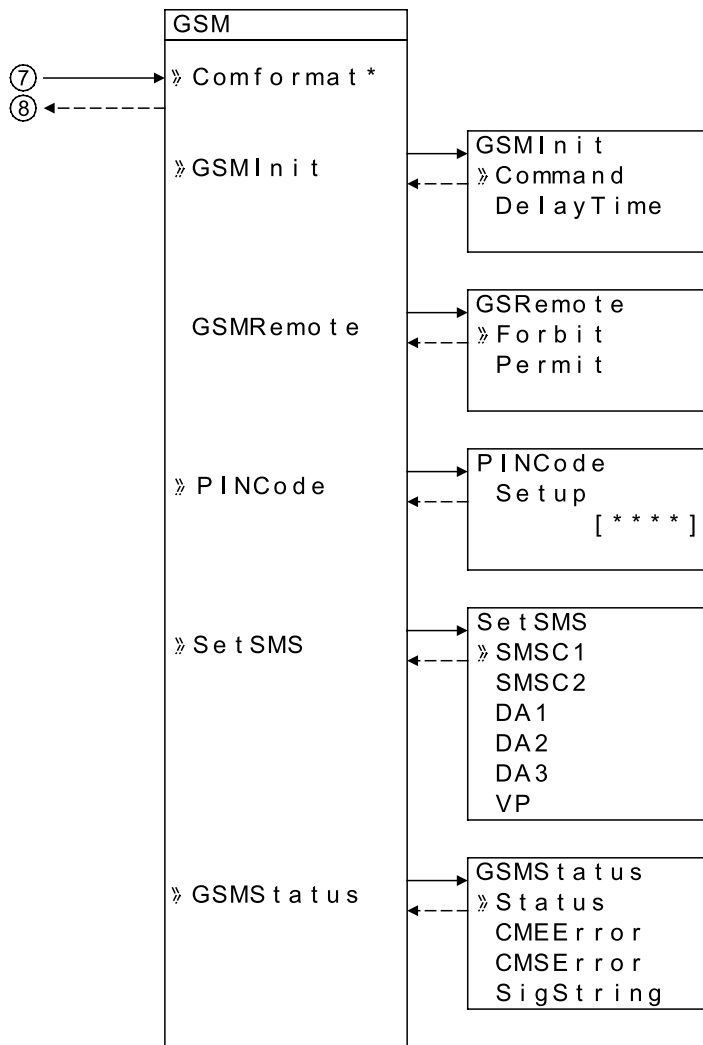 GSM
⑦
» Comformat*
⑧
» GSMInit
GSMInit
» Command
DelayTime
GSMRemote
GSRemote
» Forbit
Permit
» PINCode
PINCode
Setup
[****]
» SetSMS
SetSMS
» SMSC1
SMSC2
DA1
DA2
DA3
VP
» GSMStatus
GSMStatus
» Status
CMEError
CMSError
SigString